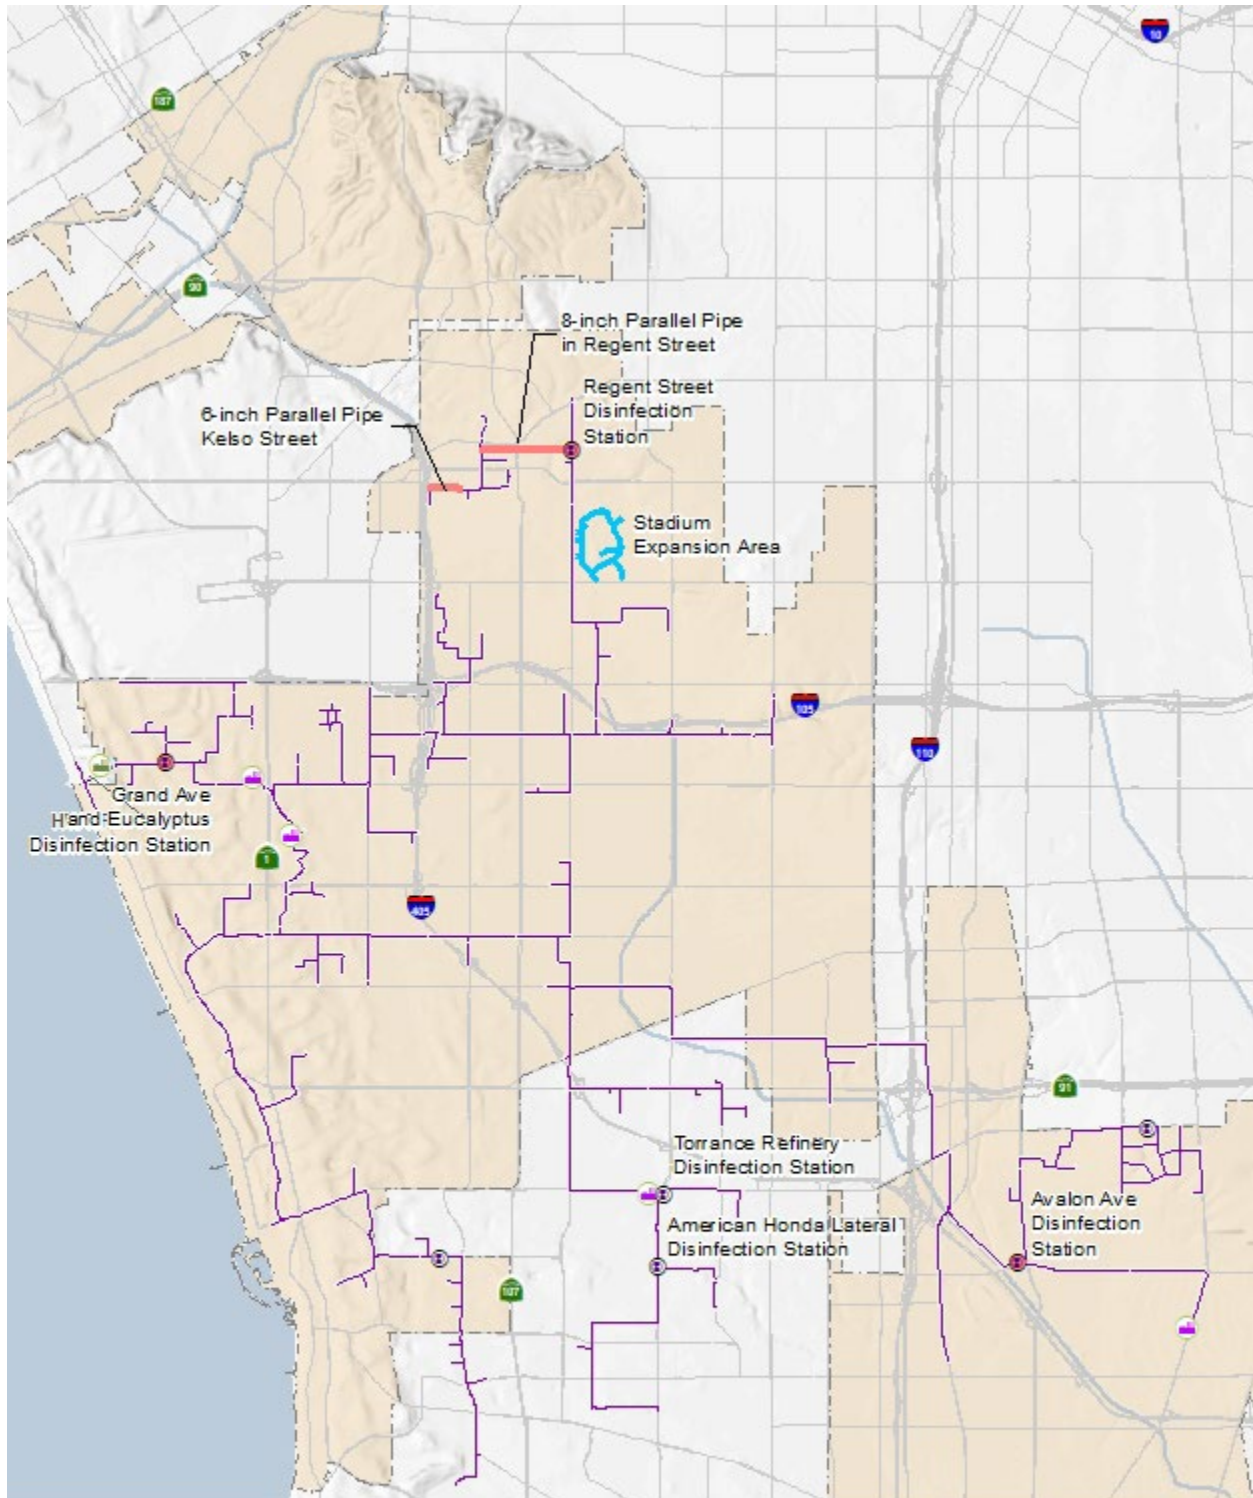 10
187
90
8-inch Parallel Pipe
in Regent Street
Regent Street
Disinfection
Station
6-inch Parallel Pipe
Kelso Street
Stadium
Expansion Area
105
110
Grand Ave
and Eucalyptus
Disinfection Station
1
405
91
Torrance Refinery
Disinfection Station
Avalon Ave
Disinfection
Station
American Honda Lateral
Disinfection Station
107